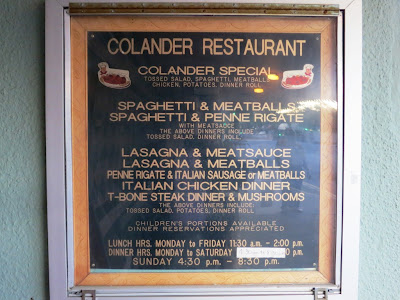 COLANDER RESTAURANT
COLANDER SPECIAL
TOSSED SALAD, SPAGHETTI, MEATBALLS
CHICKEN, POTATOES, DINNER ROLL
SPAGHETTI & MEATBALLS
SPAGHETTI & PENNE RIGATE
WITH MEATSAUCE
THE ABOVE DINNERS INCLUDE
TOSSED SALAD, DINNER ROLL
LASAGNA & MEATSAUCE
LASAGNA & MEATBALLS
PENNE RIGATE & ITALIAN SAUSAGE or MEATBALLS
ITALIAN CHICKEN DINNER
T-BONE STEAK DINNER & MUSHROOMS
THE ABOVE DINNERS INCLUDE:
TOSSED SALAD, POTATOES, DINNER ROLL
CHILDREN'S PORTIONS AVAILABLE
DINNER RESERVATIONS APPRECIATED
LUNCH HRS. MONDAY to FRIDAY 11:30 a.m. - 2:00 p.m.
DINNER HRS. MONDAY to SATURDAY p.m.
SUNDAY 4:30 p.m. - 8:30 p.m.